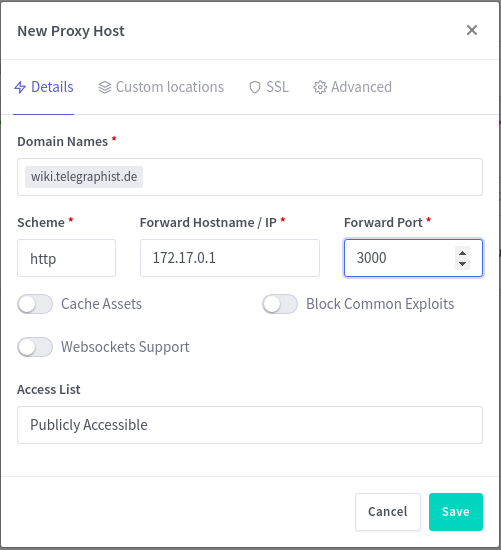 New Proxy Host
Details Custom locations SSL Advanced
Domain Names *
wiki.telegraphist.de
Scheme * Forward Hostname / IP * Forward Port *
http 172.17.0.1 3000
Cache Assets Block Common Exploits
Websockets Support
Access List
Publicly Accessible
Cancel Save